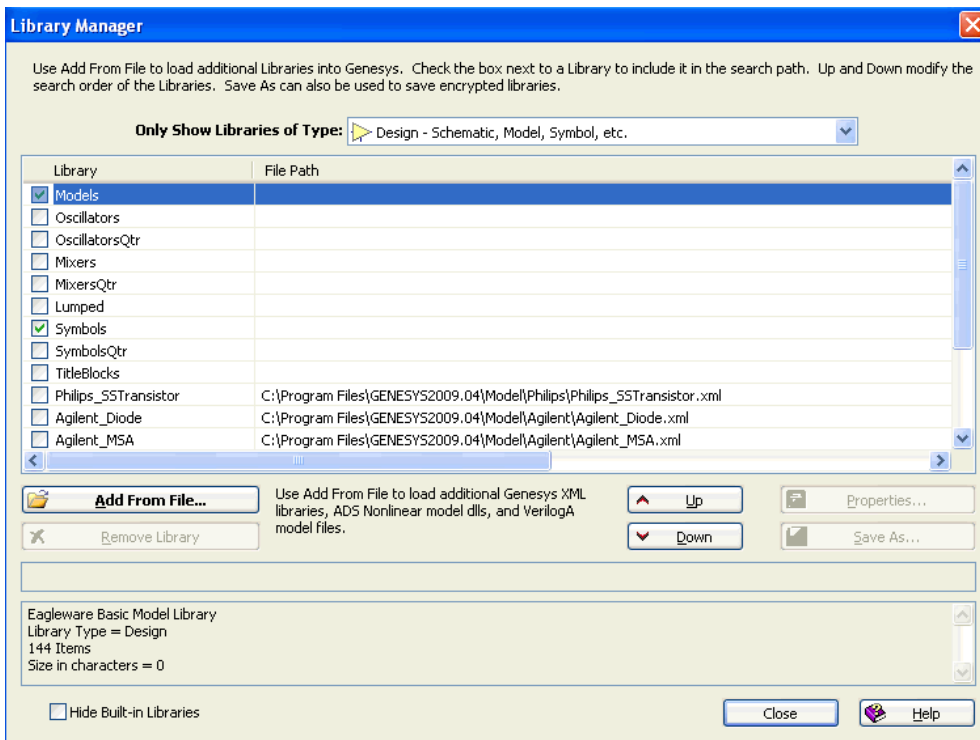 Library Manager
Use Add From File to load additional Libraries into Genesys. Check the box next to a Library to include it in the search path. Up and Down modify the
search order of the Libraries. Save As can also be used to save encrypted libraries.
Only Show Libraries of Type: Design - Schematic, Model, Symbol, etc.
Library File Path
Models
Oscillators
OscillatorsQtr
Mixers
MixersQtr
Lumped
Symbols
SymbolsQtr
TitleBlocks
Philips_SSTransistor C:\Program Files\GENESYS2009.04\Model\Philips\Philips_SSTransistor.xml
Agilent_Diode C:\Program Files\GENESYS2009.04\Model\Agilent\Agilent_Diode.xml
Agilent_MSA C:\Program Files\GENESYS2009.04\Model\Agilent\Agilent_MSA.xml
Add From File... Use Add From File to load additional Genesys XML Up Properties...
libraries, ADS Nonlinear model dlls, and VerilogA
Remove Library model files. Down Save As...
Eagleware Basic Model Library
Library Type = Design
144 Items
Size in characters = 0
Hide Built-in Libraries Close Help